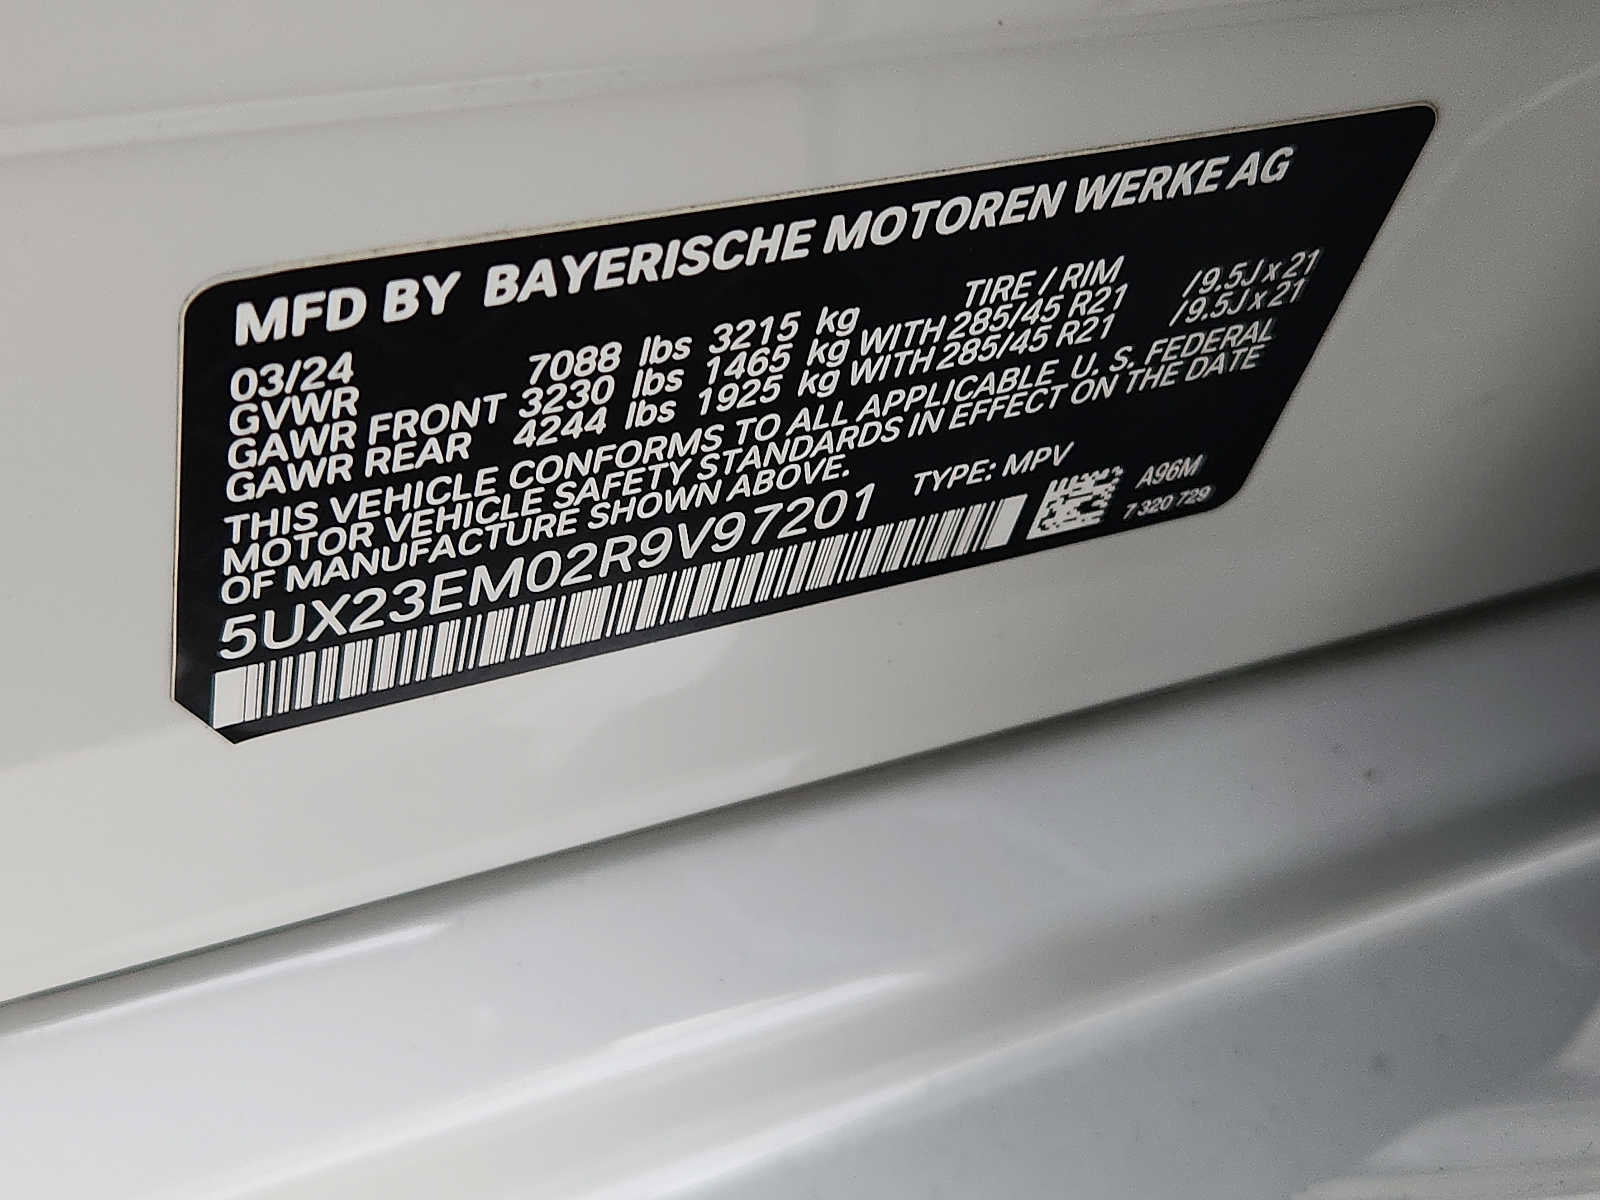 MFD BY BAYERISCHE MOTOREN WERKE AG
03/24 TIRE / RIM
GVWR 7088 lbs 3215 kg
GAWR FRONT 3230 lbs 1465 kg WITH 285/45 R21 /9.5J x 21
GAWR REAR 4244 lbs 1925 kg WITH 285/45 R21 /9.5J x 21
THIS VEHICLE CONFORMS TO ALL APPLICABLE U. S. FEDERAL
MOTOR VEHICLE SAFETY STANDARDS IN EFFECT ON THE DATE
OF MANUFACTURE SHOWN ABOVE.
5UX23EM02R9V97201 TYPE: MPV
A96M
7 320 729